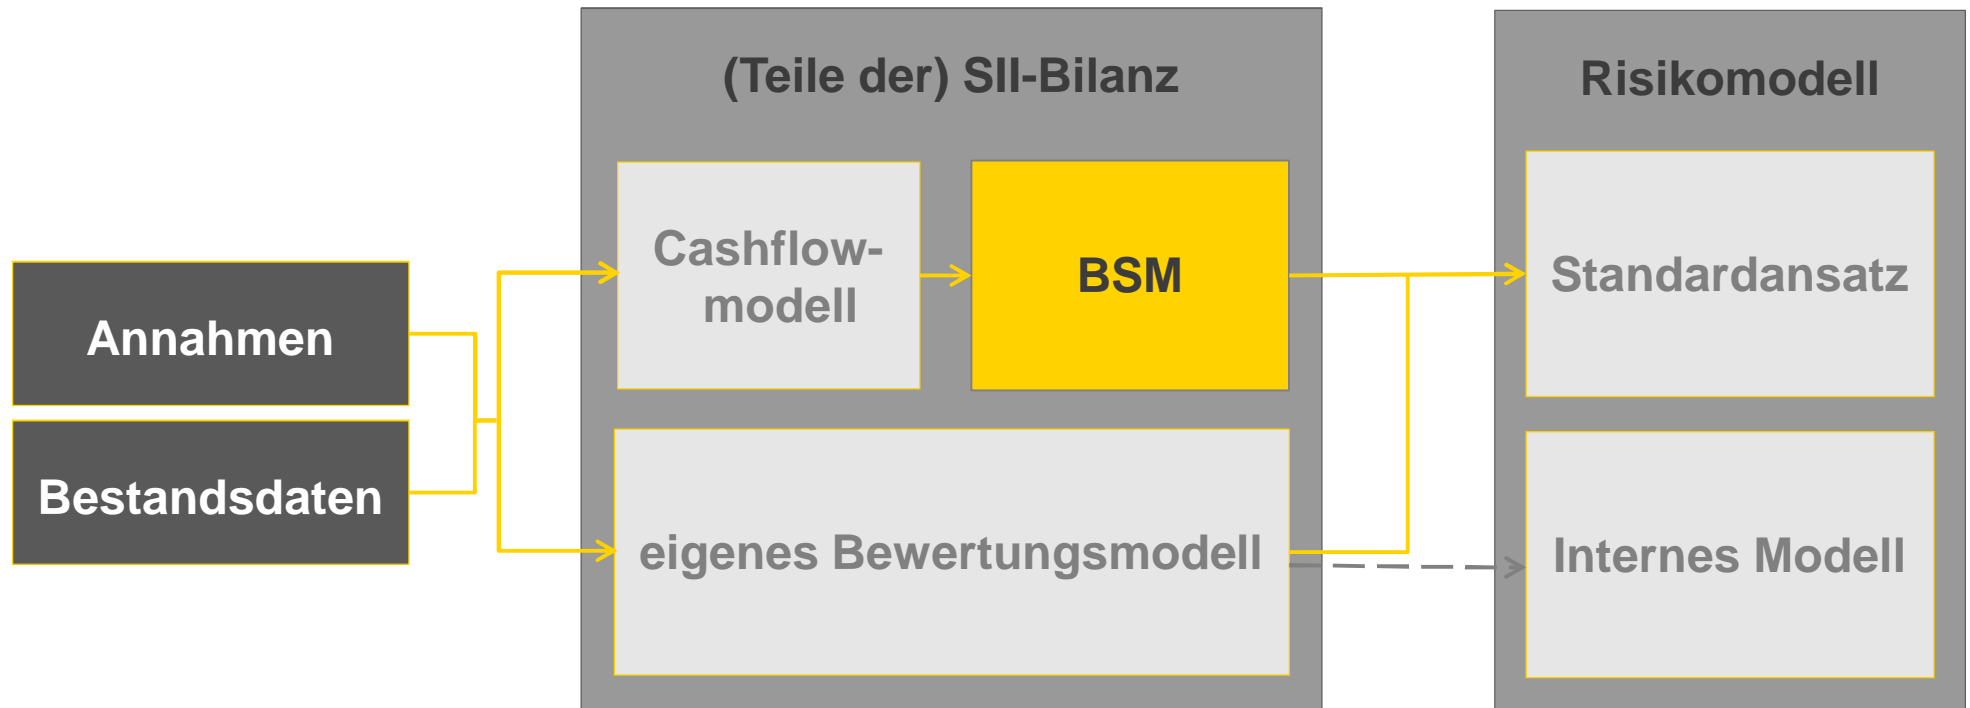 (Teile der) SII-Bilanz
Risikomodell
Cashflow-
modell
BSM
Standardansatz
Annahmen
Bestandsdaten
eigenes Bewertungsmodell
Internes Modell